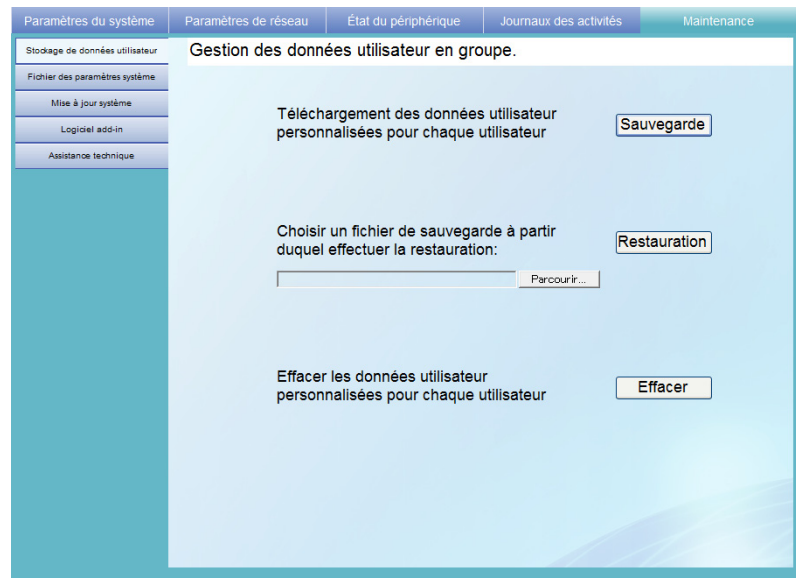 Paramètres du système
Paramètres de réseau
État du périphérique
Journaux des activités
Maintenance
Stockage de données utilisateur
Fichier des paramètres système
Mise à jour système
Logiciel add-in
Assistance technique
Gestion des données utilisateur en groupe.
Téléchargement des données utilisateur
personnalisées pour chaque utilisateur
Sauvegarde
Choisir un fichier de sauvegarde à partir
duquel effectuer la restauration:
Restauration
Parcourir...
Effacer les données utilisateur
personnalisées pour chaque utilisateur
Effacer